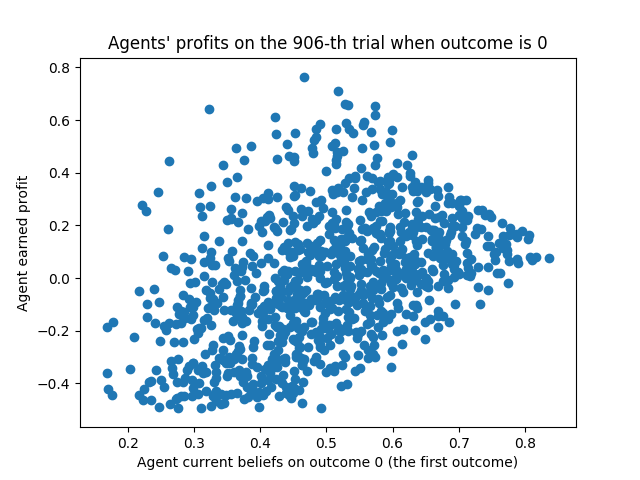 Agents' profits on the 906-th trial when outcome is 0
Agent earned profit
0.8
0.6
0.4
0.2
0.0
−0.2
−0.4
0.2 0.3 0.4 0.5 0.6 0.7 0.8
Agent current beliefs on outcome 0 (the first outcome)